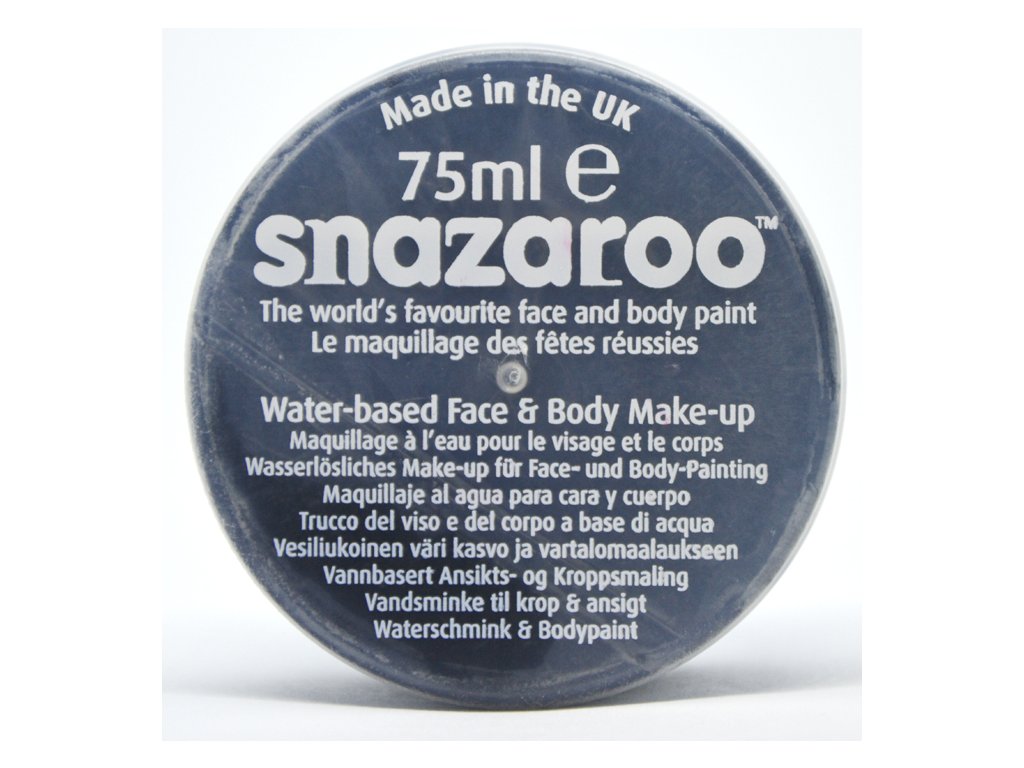 Made in the UK
75ml e
snazaroo™
The world's favourite face and body paint
Le maquillage des fêtes réussies
Water-based Face & Body Make-up
Maquillage à l'eau pour le visage et le corps
Wasserlösliches Make-up für Face- und Body-Painting
Maquillaje al agua para cara y cuerpo
Trucco del viso e del corpo a base di acqua
Vesiliukoinen väri kasvo ja vartalomaalaukseen
Vannbasert Ansikts- og Kroppsmaling
Vandsminke til krop & ansigt
Waterschmink & Bodypaint